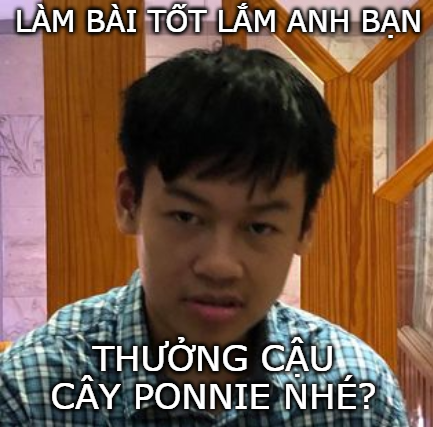 LÀM BÀI TỐT LẮM ANH BẠN
THƯỞNG CẬU
CÂY PONNIE NHÉ?